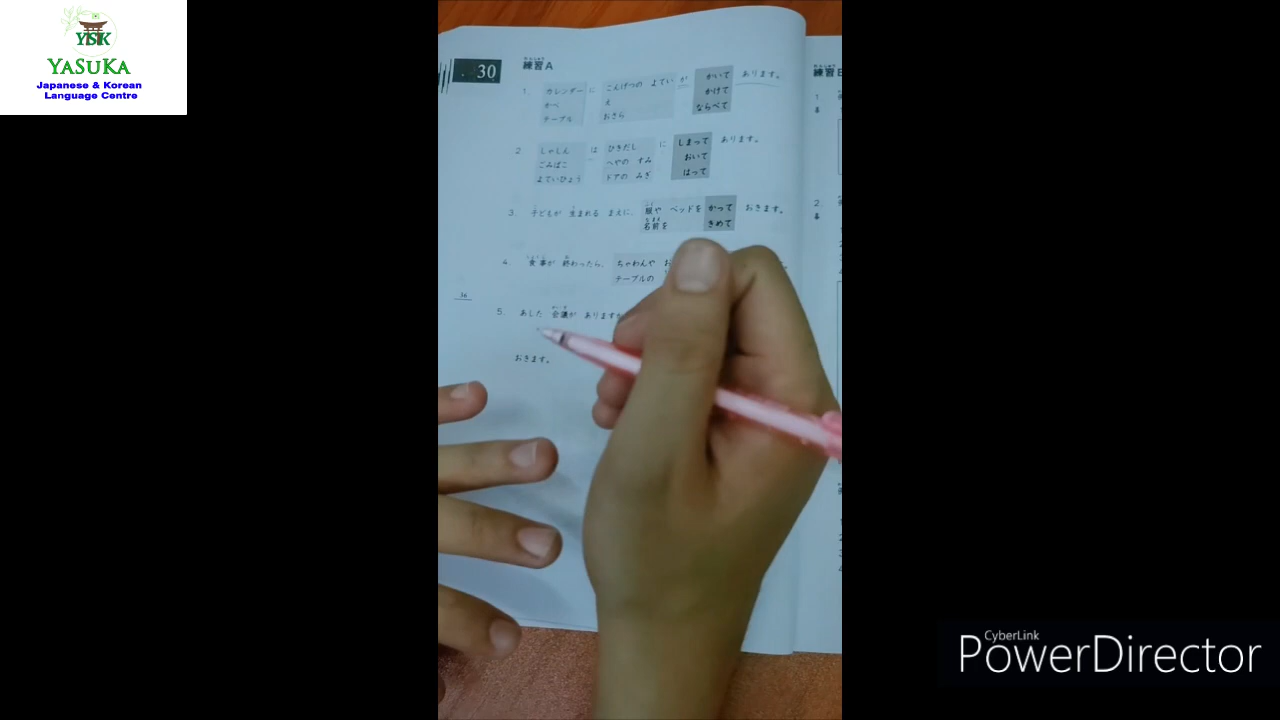 YSK
YASUKA
Japanese & Korean
Language Centre
30
練習A
1. カレンダー に こんげつの よてい が かいて あります。
かべ え かけて
テーブル おさら ならべて
2 しゃしん は ひきだし に しまって あります。
ごみばこ へやの すみ おいて
よていひょう ドアの みぎ はって
3. 子どもが 生まれる まえに、 服や ベッドを かって おきます。
名前を きめて
4. 食事が 終わったら、 ちゃわんや お
テーブルの
36
5. あした 会議が あります
おきます。
練習
1
2.
CyberLink
PowerDirector